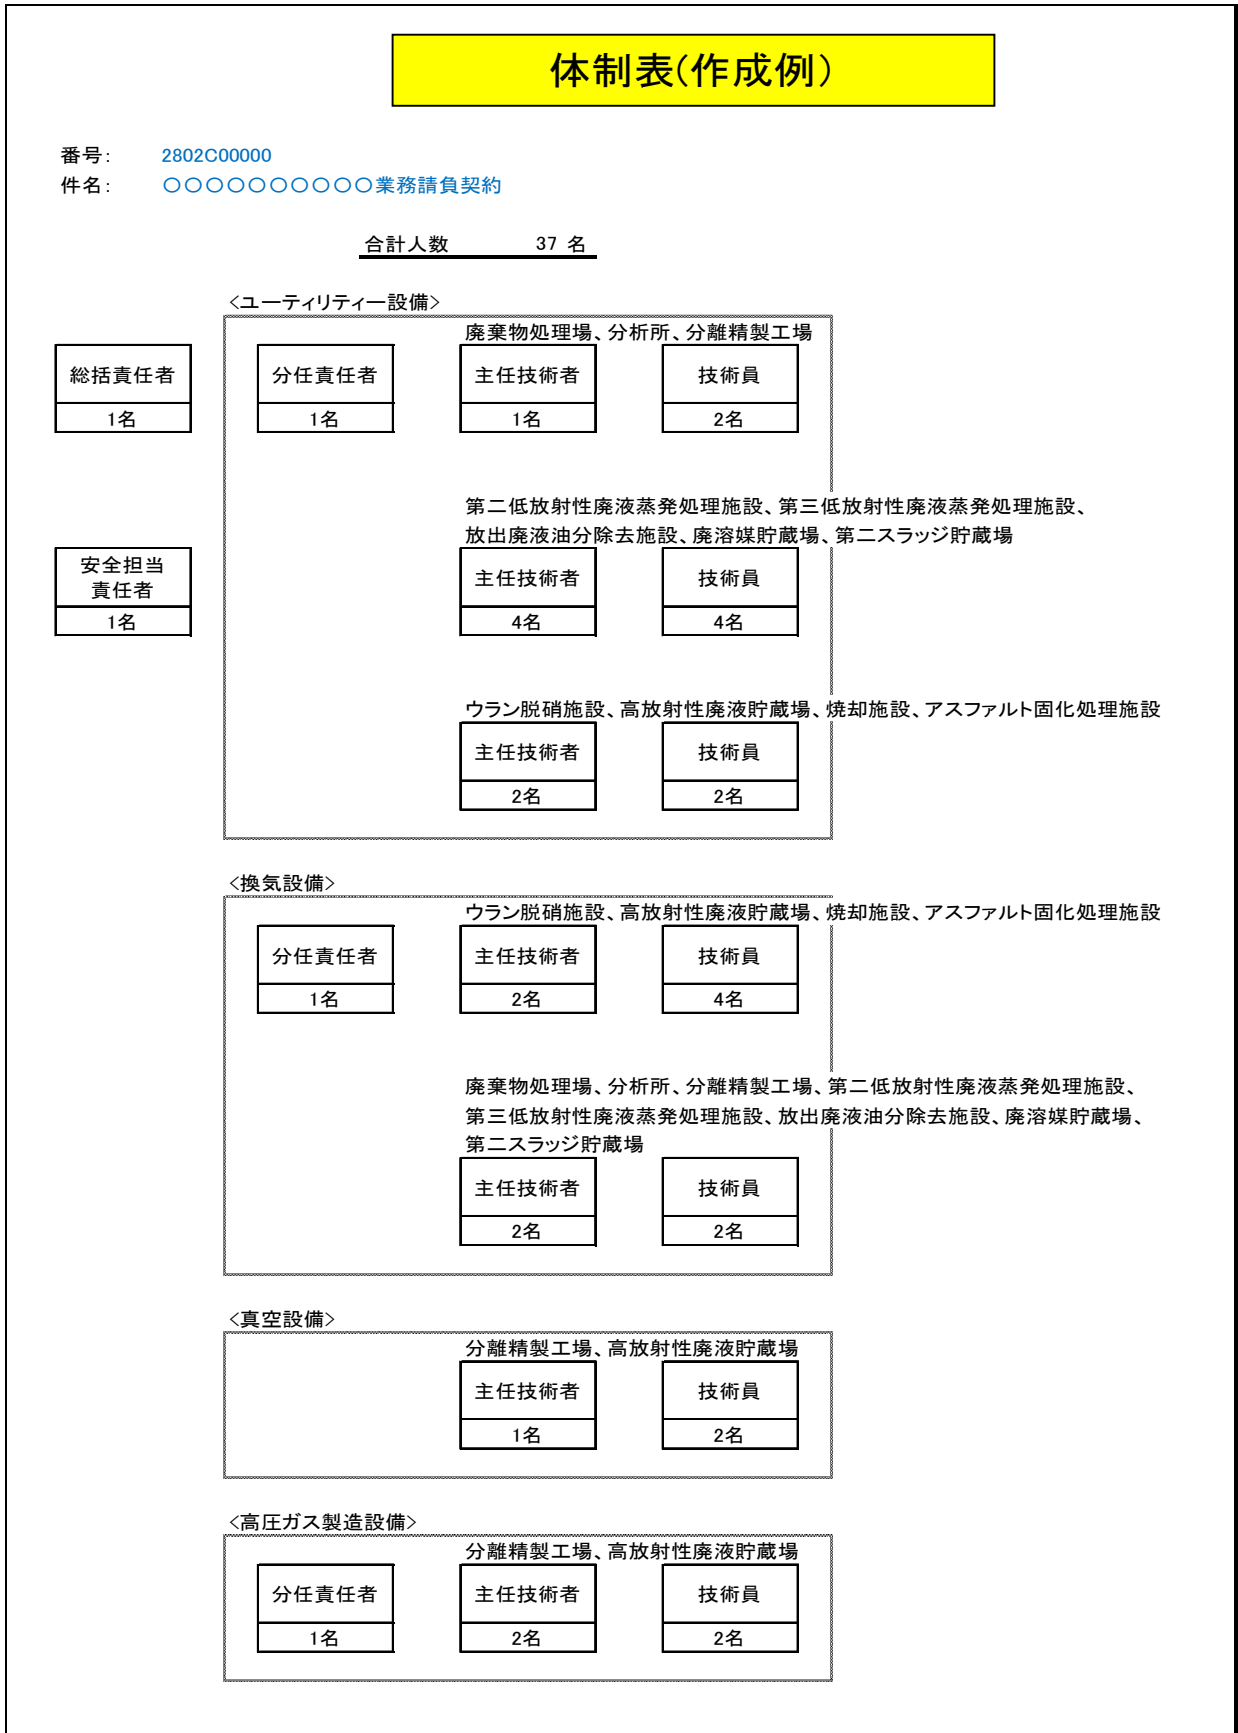 体制表(作成例)
番号: 2802C00000
件名: 〇〇〇〇〇〇〇〇〇〇業務請負契約
合計人数 37 名
<ユーティリティー設備>
廃棄物処理場、分析所、分離精製工場
総括責任者 分任責任者 主任技術者 技術員
1名 1名 1名 2名
第二低放射性廃液蒸発処理施設、第三低放射性廃液蒸発処理施設、
放出廃液油分除去施設、廃溶媒貯蔵場、第二スラッジ貯蔵場
安全担当
責任者 主任技術者 技術員
1名 4名 4名
ウラン脱硝施設、高放射性廃液貯蔵場、焼却施設、アスファルト固化処理施設
主任技術者 技術員
2名 2名
<換気設備>
ウラン脱硝施設、高放射性廃液貯蔵場、焼却施設、アスファルト固化処理施設
分任責任者 主任技術者 技術員
1名 2名 4名
廃棄物処理場、分析所、分離精製工場、第二低放射性廃液蒸発処理施設、
第三低放射性廃液蒸発処理施設、放出廃液油分除去施設、廃溶媒貯蔵場、
第二スラッジ貯蔵場
主任技術者 技術員
2名 2名
<真空設備>
分離精製工場、高放射性廃液貯蔵場
主任技術者 技術員
1名 2名
<高圧ガス製造設備>
分離精製工場、高放射性廃液貯蔵場
分任責任者 主任技術者 技術員
1名 2名 2名